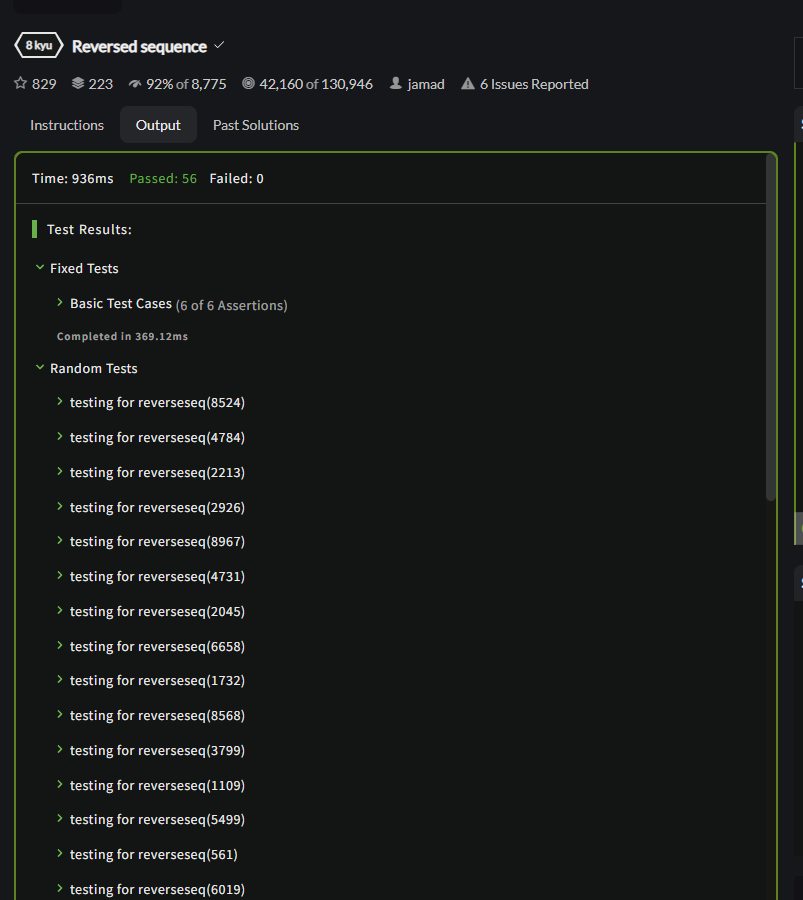 8 kyu Reversed sequence
829 223 92% of 8,775 42,160 of 130,946 jamad 6 Issues Reported
Instructions Output Past Solutions
Time: 936ms Passed: 56 Failed: 0
Test Results:
Fixed Tests
Basic Test Cases (6 of 6 Assertions)
Completed in 369.12ms
Random Tests
testing for reverseseq(8524)
testing for reverseseq(4784)
testing for reverseseq(2213)
testing for reverseseq(2926)
testing for reverseseq(8967)
testing for reverseseq(4731)
testing for reverseseq(2045)
testing for reverseseq(6658)
testing for reverseseq(1732)
testing for reverseseq(8568)
testing for reverseseq(3799)
testing for reverseseq(1109)
testing for reverseseq(5499)
testing for reverseseq(561)
testing for reverseseq(6019)